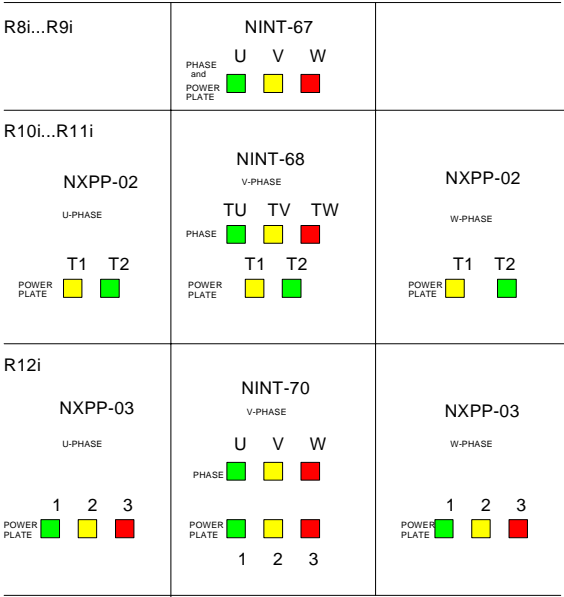 R8i...R9i
NINT-67
U V W
PHASE
and
POWER
PLATE
R10i...R11i
NXPP-02
U-PHASE
T1 T2
POWER
PLATE
NINT-68
V-PHASE
TU TV TW
PHASE
T1 T2
POWER
PLATE
NXPP-02
W-PHASE
T1 T2
POWER
PLATE
R12i
NXPP-03
U-PHASE
1 2 3
POWER
PLATE
NINT-70
V-PHASE
U V W
PHASE
POWER
PLATE
1 2 3
NXPP-03
W-PHASE
1 2 3
POWER
PLATE